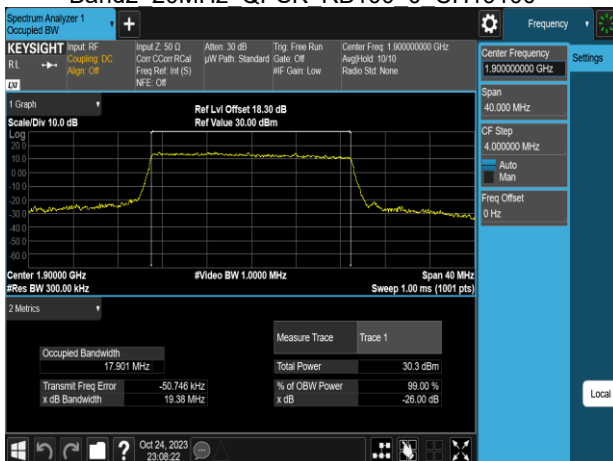 Spectrum Analyzer 1
Occupied BW
Frequency
KEYSIGHT
RL
LXI
Input: RF
Coupling: DC
Align: Off
Input Z: 50 Ω
Corr CCorr RCal
Freq Ref: Int (S)
NFE: Off
Atten: 30 dB
µW Path: Standard
Trig: Free Run
Gate: Off
#IF Gain: Low
Center Freq: 1.900000000 GHz
Avg|Hold: 10/10
Radio Std: None
Center Frequency
1.900000000 GHz
Settings
Span
40.000 MHz
CF Step
4.000000 MHz
Auto
Man
Freq Offset
0 Hz
Local
1 Graph
Scale/Div 10.0 dB
Ref Lvl Offset 18.30 dB
Ref Value 30.00 dBm
Log
20.0
10.0
0.00
-10.0
-20.0
-30.0
-40.0
-50.0
-60.0
Center 1.90000 GHz
#Res BW 300.00 kHz
#Video BW 1.0000 MHz
Span 40 MHz
Sweep 1.00 ms (1001 pts)
2 Metrics
Measure Trace Trace 1
Occupied Bandwidth
17.901 MHz
Total Power 30.3 dBm
Transmit Freq Error -50.746 kHz
% of OBW Power 99.00 %
x dB Bandwidth 19.38 MHz
x dB -26.00 dB
Oct 24, 2023
23:08:22